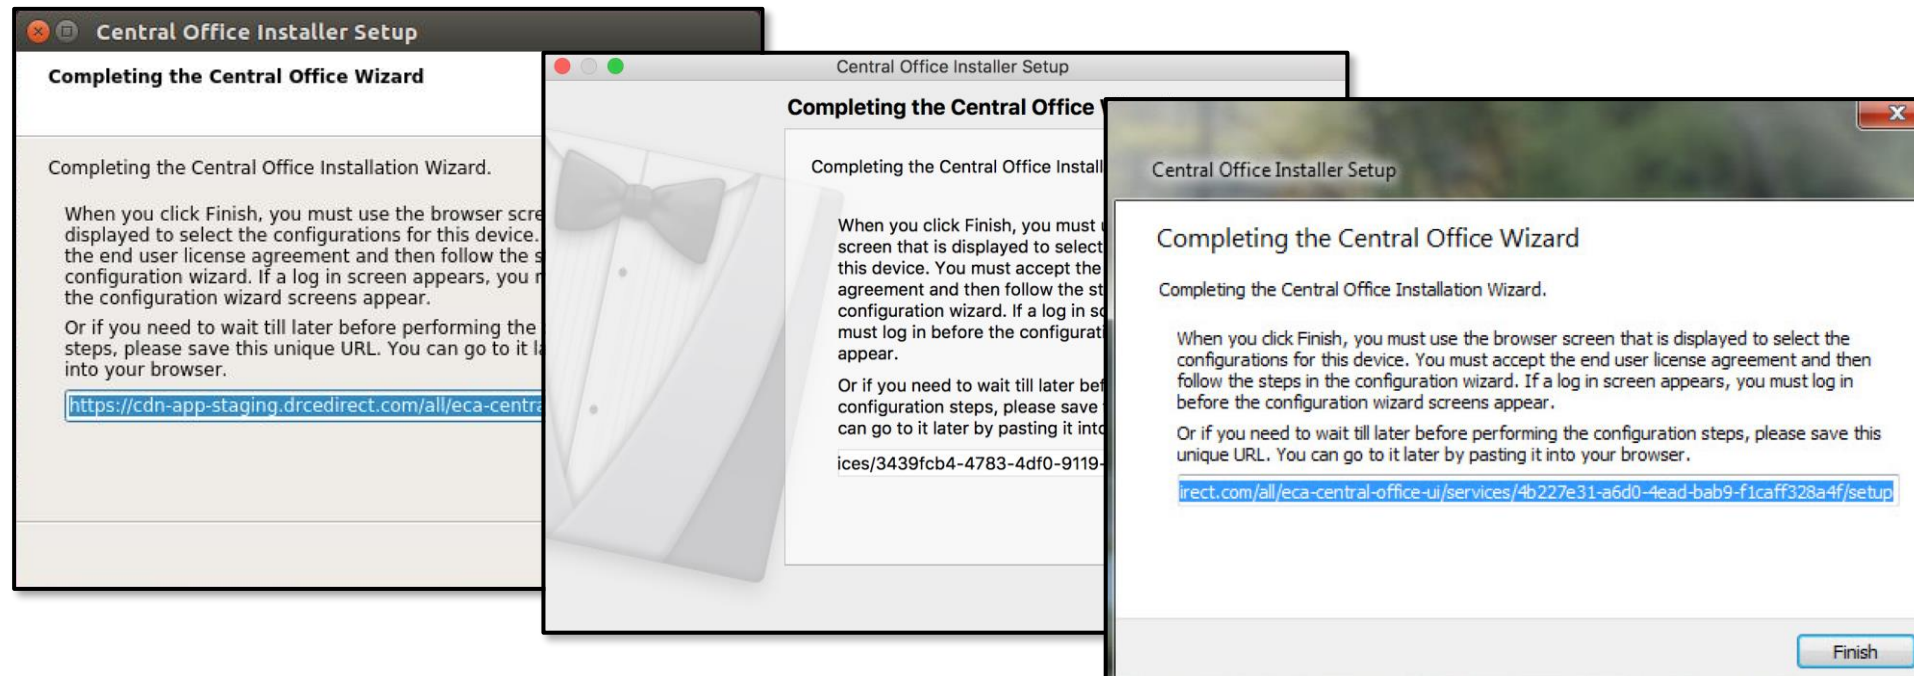 Central Office Installer Setup
Completing the Central Office Wizard
Completing the Central Office Installation Wizard.
When you click Finish, you must use the browser scre
displayed to select the configurations for this device.
the end user license agreement and then follow the s
configuration wizard. If a log in screen appears, you
the configuration wizard screens appear.
Or if you need to wait till later before performing the
steps, please save this unique URL. You can go to it l
into your browser.
https://cdn-app-staging.drcedirect.com/all/eca-centra
Central Office Installer Setup
Completing the Central Office
Completing the Central Office Install
When you click Finish, you must
screen that is displayed to select
this device. You must accept the
agreement and then follow the st
configuration wizard. If a log in sc
must log in before the configurati
appear.
Or if you need to wait till later bef
configuration steps, please save
can go to it later by pasting it into
ices/3439fcb4-4783-4df0-9119-
Central Office Installer Setup
Completing the Central Office Wizard
Completing the Central Office Installation Wizard.
When you click Finish, you must use the browser screen that is displayed to select the
configurations for this device. You must accept the end user license agreement and then
follow the steps in the configuration wizard. If a log in screen appears, you must log in
before the configuration wizard screens appear.
Or if you need to wait till later before performing the configuration steps, please save this
unique URL. You can go to it later by pasting it into your browser.
irect.com/all/eca-central-office-ui/services/4b227e31-a6d0-4ead-bab9-f1caff328a4f/setup
Finish